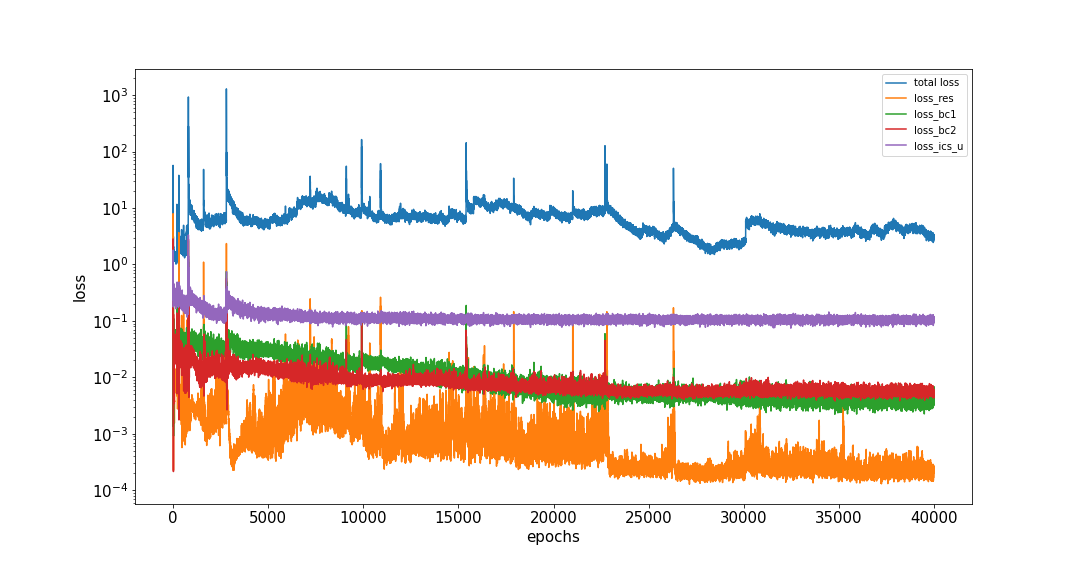 10³
10²
10¹
10⁰
10⁻¹
10⁻²
10⁻³
10⁻⁴
loss
0 5000 10000 15000 20000 25000 30000 35000 40000
epochs
total loss
loss_res
loss_bc1
loss_bc2
loss_ics_u